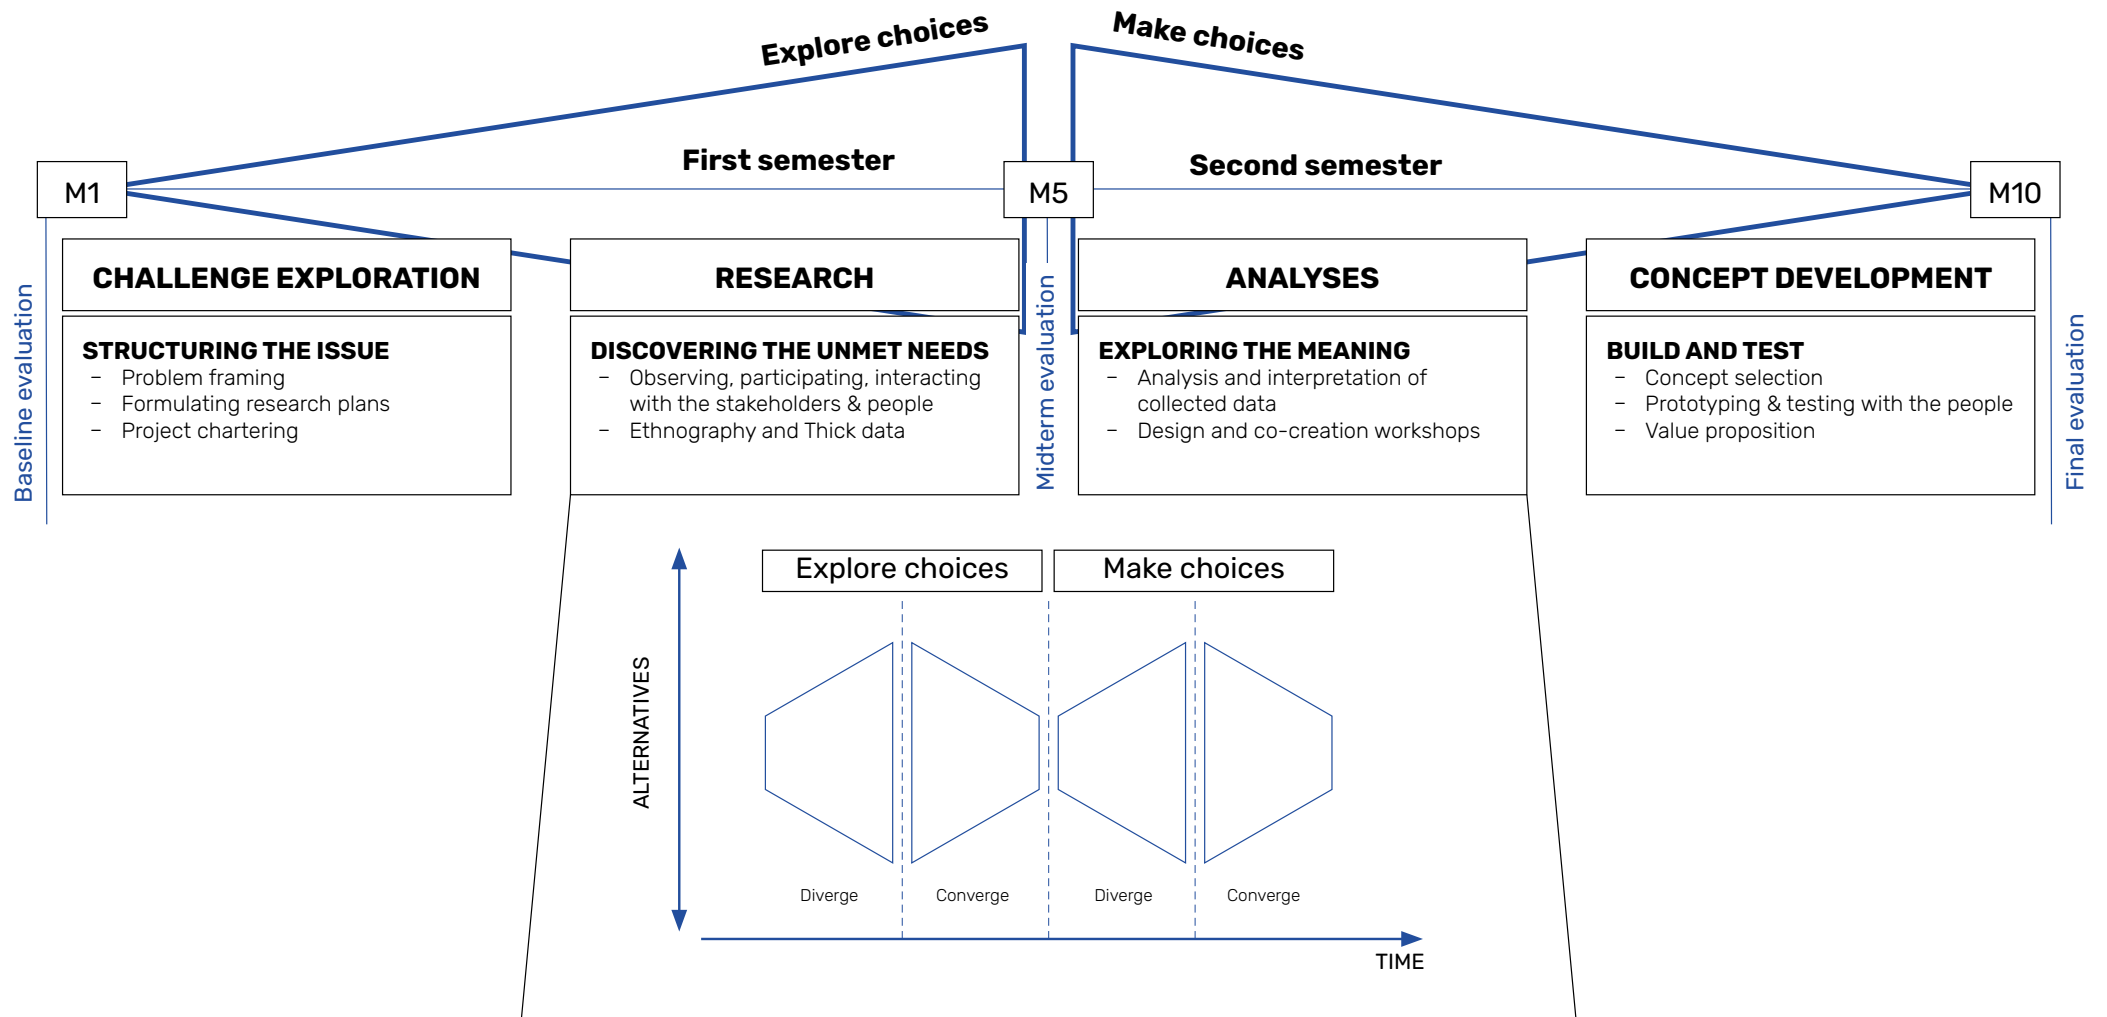 Explore choices
Make choices
First semester
Second semester
M1
M5
M10
Baseline evaluation
CHALLENGE EXPLORATION
STRUCTURING THE ISSUE
– Problem framing
– Formulating research plans
– Project chartering
RESEARCH
DISCOVERING THE UNMET NEEDS
– Observing, participating, interacting
with the stakeholders & people
– Ethnography and Thick data
Midterm evaluation
ANALYSES
EXPLORING THE MEANING
– Analysis and interpretation of
collected data
– Design and co-creation workshops
CONCEPT DEVELOPMENT
BUILD AND TEST
– Concept selection
– Prototyping & testing with the people
– Value proposition
Final evaluation
Explore choices
Make choices
ALTERNATIVES
Diverge
Converge
Diverge
Converge
TIME